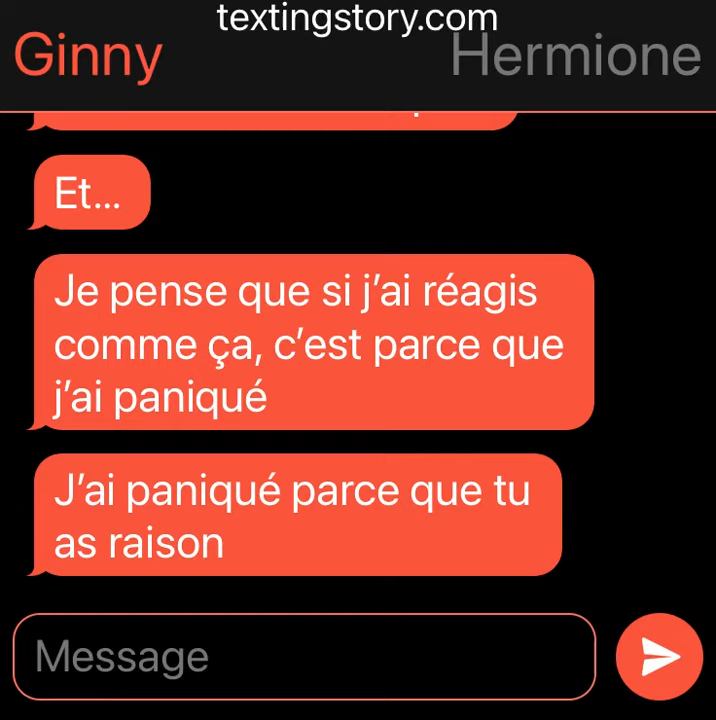 textingstory.com
Ginny
Hermione
Et...
Je pense que si j’ai réagis
comme ça, c’est parce que
j’ai paniqué
J’ai paniqué parce que tu
as raison
Message